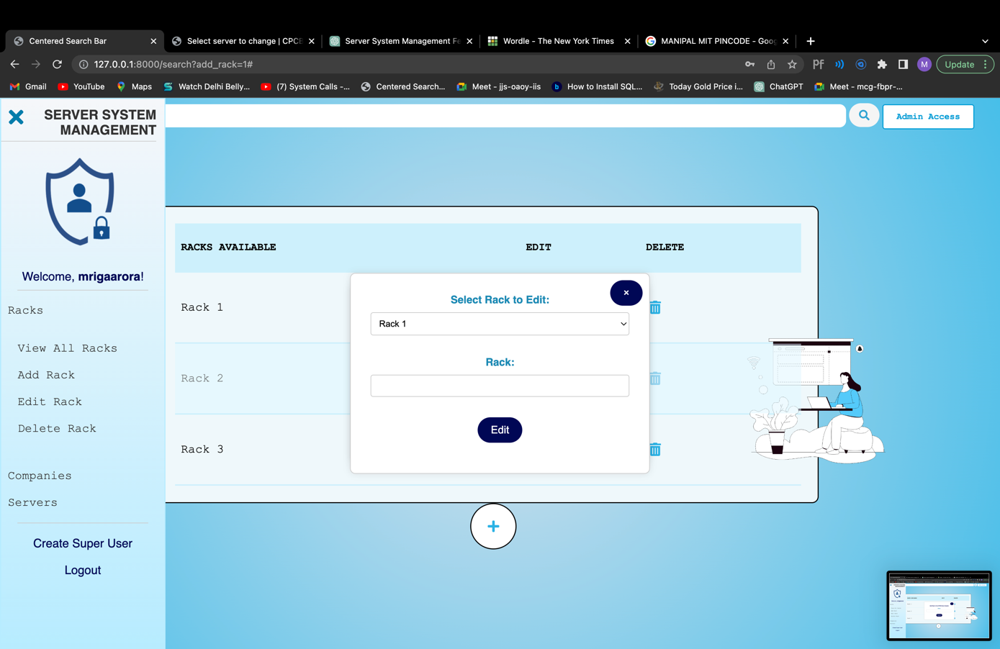 Centered Search Bar
Select server to change | CPCB
Server System Management Fe
Wordle - The New York Times
MANIPAL MIT PINCODE - Goog
127.0.0.1:8000/search?add_rack=1#
Pf
M
Update
Gmail
YouTube
Maps
Watch Delhi Belly...
(7) System Calls -...
Centered Search...
Meet - jjs-oaoy-iis
How to Install SQL...
Today Gold Price i...
ChatGPT
Meet - mcg-fbpr-...
SERVER SYSTEM
MANAGEMENT
Admin Access
Welcome, mrigaarora!
Racks
View All Racks
Add Rack
Edit Rack
Delete Rack
Companies
Servers
Create Super User
Logout
RACKS AVAILABLE EDIT DELETE
Rack 1
Rack 2
Rack 3
Select Rack to Edit:
Rack 1
Rack:
Edit